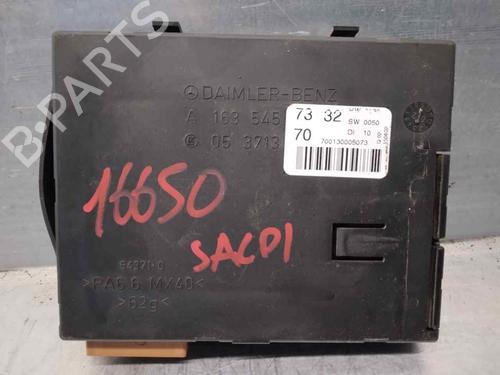 DAIMLER-BENZ
A 163 545 73 32
05 3713 70
SW 0050
DI 10
700130005073
16650
SACDI
>PA6.6 MX40<
>62g<